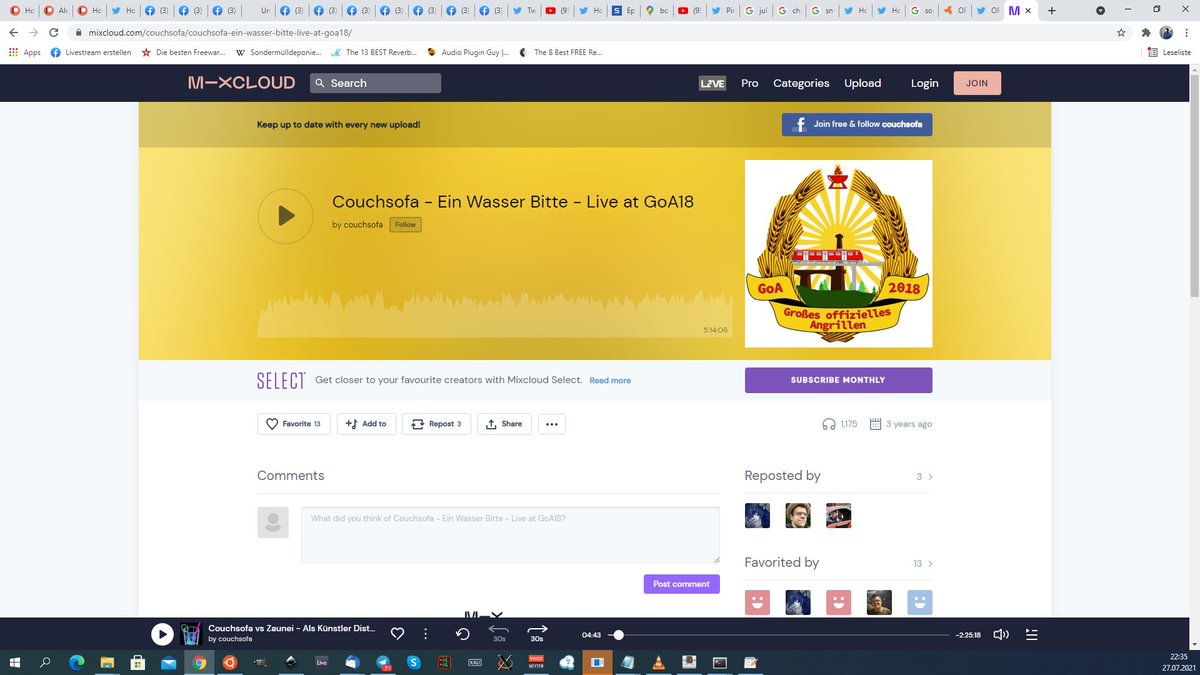 Hc
Alc
Hc
Hc
(3)
(3)
(3)
Un
(3)
(3)
(3)
(3)
(3)
(3)
(3)
Tw
(9
Hc
S
Ep
bc
(9
Pi
jul
ch
sn
Hc
Hc
so
Of
Of
M
mixcloud.com/couchsofa/couchsofa-ein-wasser-bitte-live-at-goa18/
Apps
Livestream erstellen
Die besten Freewar...
W
Sondermülldeponie...
The 13 BEST Reverb...
Audio Plugin Guy |...
The 8 Best FREE Re...
Leseliste
M–XCLOUD
Search
LIVE
Pro
Categories
Upload
Login
JOIN
Keep up to date with every new upload!
f Join free & follow couchsofa
Couchsofa - Ein Wasser Bitte - Live at GoA18
by couchsofa
Follow
5:14:06
GoA
2018
Großes offizielles
Angrillen
SELECT Get closer to your favourite creators with Mixcloud Select. Read more
SUBSCRIBE MONTHLY
Favorite 13
Add to
Repost 3
Share
1,175
3 years ago
Comments
What did you think of Couchsofa - Ein Wasser Bitte - Live at GoA18?
Post comment
Reposted by
3
Favorited by
13
Couchsofa vs Zaunei - Als Künstler Dist...
by couchsofa
30s
30s
04:43
-2:25:18
Live
22:35
27.07.2021